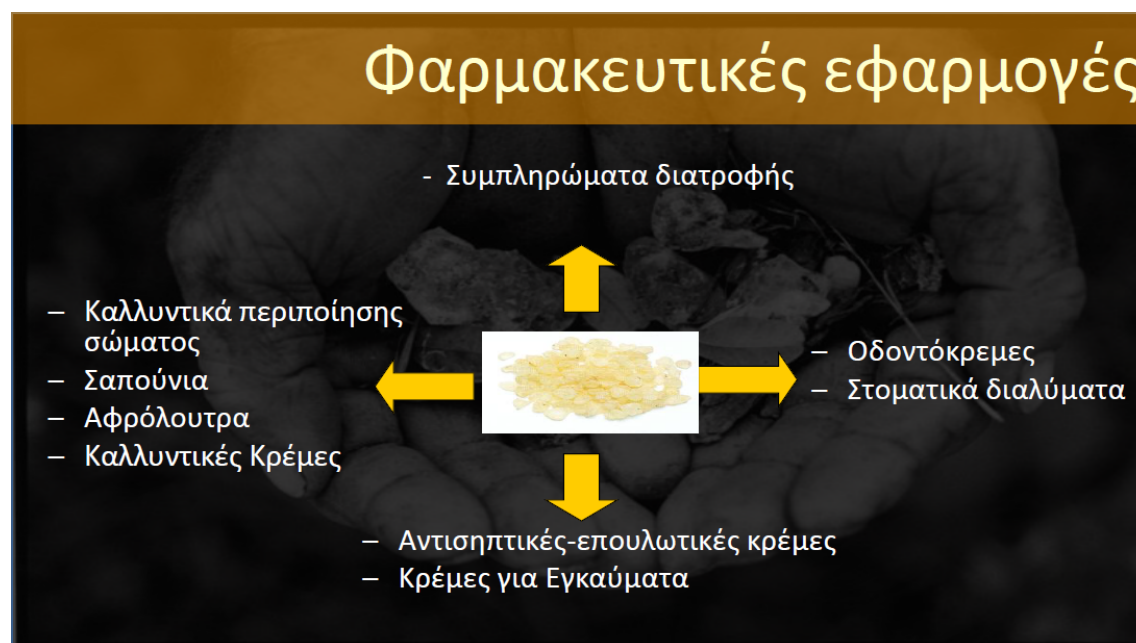 Φαρμακευτικές εφαρμογές
- Συμπληρώματα διατροφής
– Καλλυντικά περιποίησης
σώματος
– Σαπούνια
– Αφρόλουτρα
– Καλλυντικές Κρέμες
– Οδοντόκρεμες
– Στοματικά διαλύματα
– Αντισηπτικές-επουλωτικές κρέμες
– Κρέμες για Εγκαύματα